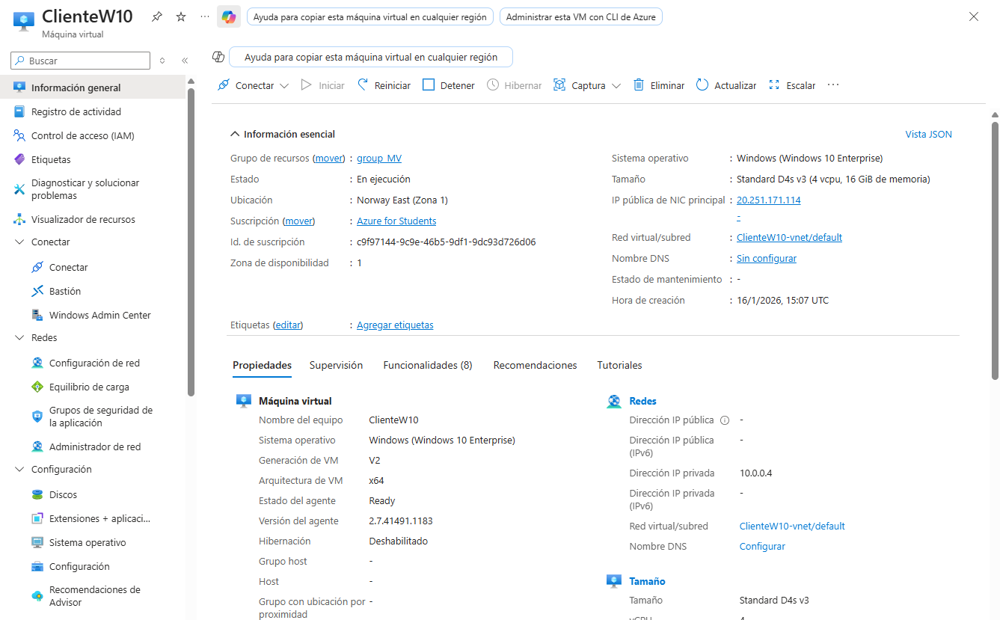 ClienteW10
Máquina virtual
Ayuda para copiar esta máquina virtual en cualquier región
Administrar esta VM con CLI de Azure
Buscar
Información general
Registro de actividad
Control de acceso (IAM)
Etiquetas
Diagnosticar y solucionar
problemas
Visualizador de recursos
Conectar
Conectar
Bastión
Windows Admin Center
Redes
Configuración de red
Equilibrio de carga
Grupos de seguridad de
la aplicación
Administrador de red
Configuración
Discos
Extensiones + aplicaci...
Sistema operativo
Configuración
Recomendaciones de
Advisor
Ayuda para copiar esta máquina virtual en cualquier región
Conectar Iniciar Reiniciar Detener Hibernar Captura Eliminar Actualizar Escalar ...
Información esencial
Vista JSON
Grupo de recursos (mover) : group_MV
Estado : En ejecución
Ubicación : Norway East (Zona 1)
Suscripción (mover) : Azure for Students
Id. de suscripción : c9f97144-9c9e-46b5-9df1-9dc93d726d06
Zona de disponibilidad : 1
Sistema operativo : Windows (Windows 10 Enterprise)
Tamaño : Standard D4s v3 (4 vcpu, 16 GiB de memoria)
IP pública de NIC principal : 20.251.171.114
-
Red virtual/subred : ClienteW10-vnet/default
Nombre DNS : Sin configurar
Estado de mantenimiento : -
Hora de creación : 16/1/2026, 15:07 UTC
Etiquetas (editar) : Agregar etiquetas
Propiedades Supervisión Funcionalidades (8) Recomendaciones Tutoriales
Máquina virtual
Nombre del equipo ClienteW10
Sistema operativo Windows (Windows 10 Enterprise)
Generación de VM V2
Arquitectura de VM x64
Estado del agente Ready
Versión del agente 2.7.41491.1183
Hibernación Deshabilitado
Grupo host -
Host -
Grupo con ubicación por -
proximidad
Redes
Dirección IP pública -
Dirección IP pública -
(IPv6)
Dirección IP privada 10.0.0.4
Dirección IP privada -
(IPv6)
Red virtual/subred ClienteW10-vnet/default
Nombre DNS Configurar
Tamaño
Tamaño Standard D4s v3
vCPU 4